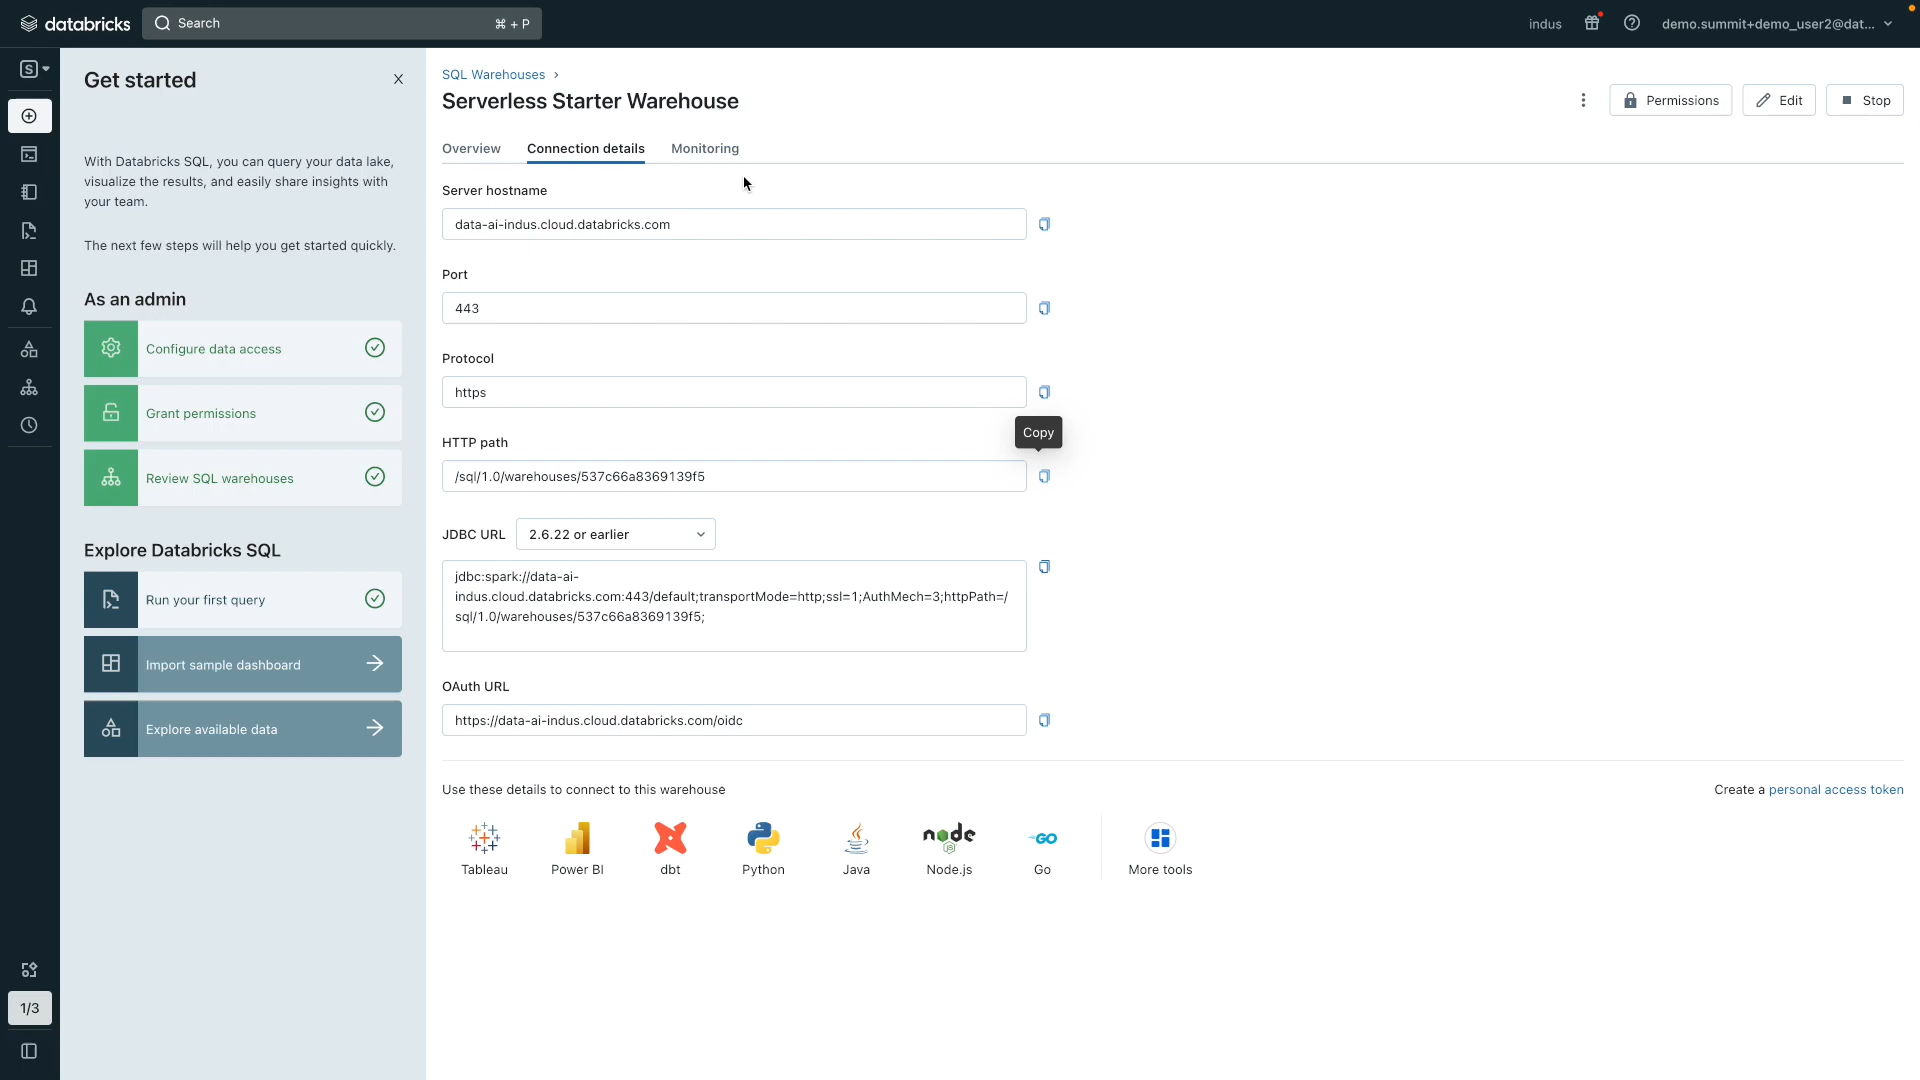 databricks
Search
⌘ + P
indus
demo.summit+demo_user2@dat...
S
Get started
With Databricks SQL, you can query your data lake,
visualize the results, and easily share insights with
your team.
The next few steps will help you get started quickly.
As an admin
Configure data access
Grant permissions
Review SQL warehouses
Explore Databricks SQL
Run your first query
Import sample dashboard
Explore available data
1/3
SQL Warehouses ›
Serverless Starter Warehouse
Permissions
Edit
Stop
Overview
Connection details
Monitoring
Server hostname
data-ai-indus.cloud.databricks.com
Port
443
Protocol
https
Copy
HTTP path
/sql/1.0/warehouses/537c66a8369139f5
JDBC URL
2.6.22 or earlier
jdbc:spark://data-ai-
indus.cloud.databricks.com:443/default;transportMode=http;ssl=1;AuthMech=3;httpPath=/
sql/1.0/warehouses/537c66a8369139f5;
OAuth URL
https://data-ai-indus.cloud.databricks.com/oidc
Use these details to connect to this warehouse
Create a personal access token
Tableau
Power BI
dbt
Python
Java
node
JS
Node.js
GO
Go
More tools